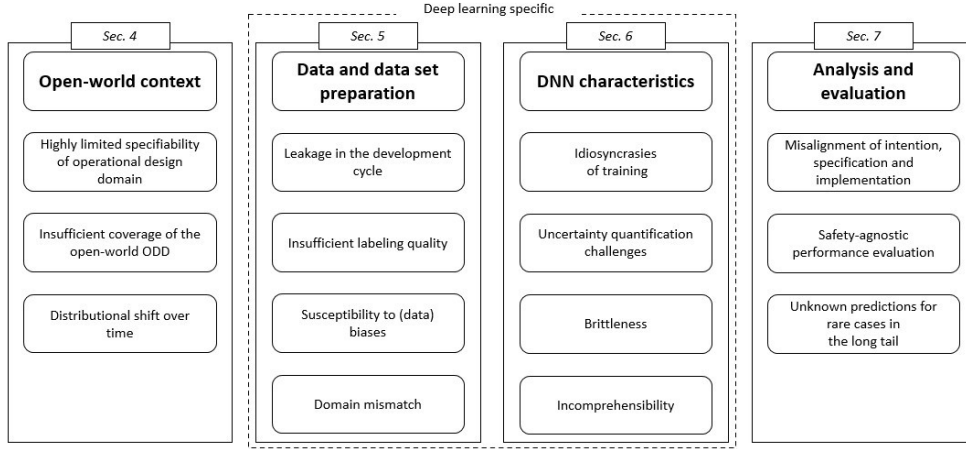 Deep learning specific
Sec. 4
Open-world context
Highly limited specifiability
of operational design
domain
Insufficient coverage of the
open-world ODD
Distributional shift over
time
Sec. 5
Data and data set
preparation
Leakage in the development
cycle
Insufficient labeling quality
Susceptibility to (data)
biases
Domain mismatch
Sec. 6
DNN characteristics
Idiosyncrasies
of training
Uncertainty quantification
challenges
Brittleness
Incomprehensibility
Sec. 7
Analysis and
evaluation
Misalignment of intention,
specification and
implementation
Safety-agnostic
performance evaluation
Unknown predictions for
rare cases in
the long tail